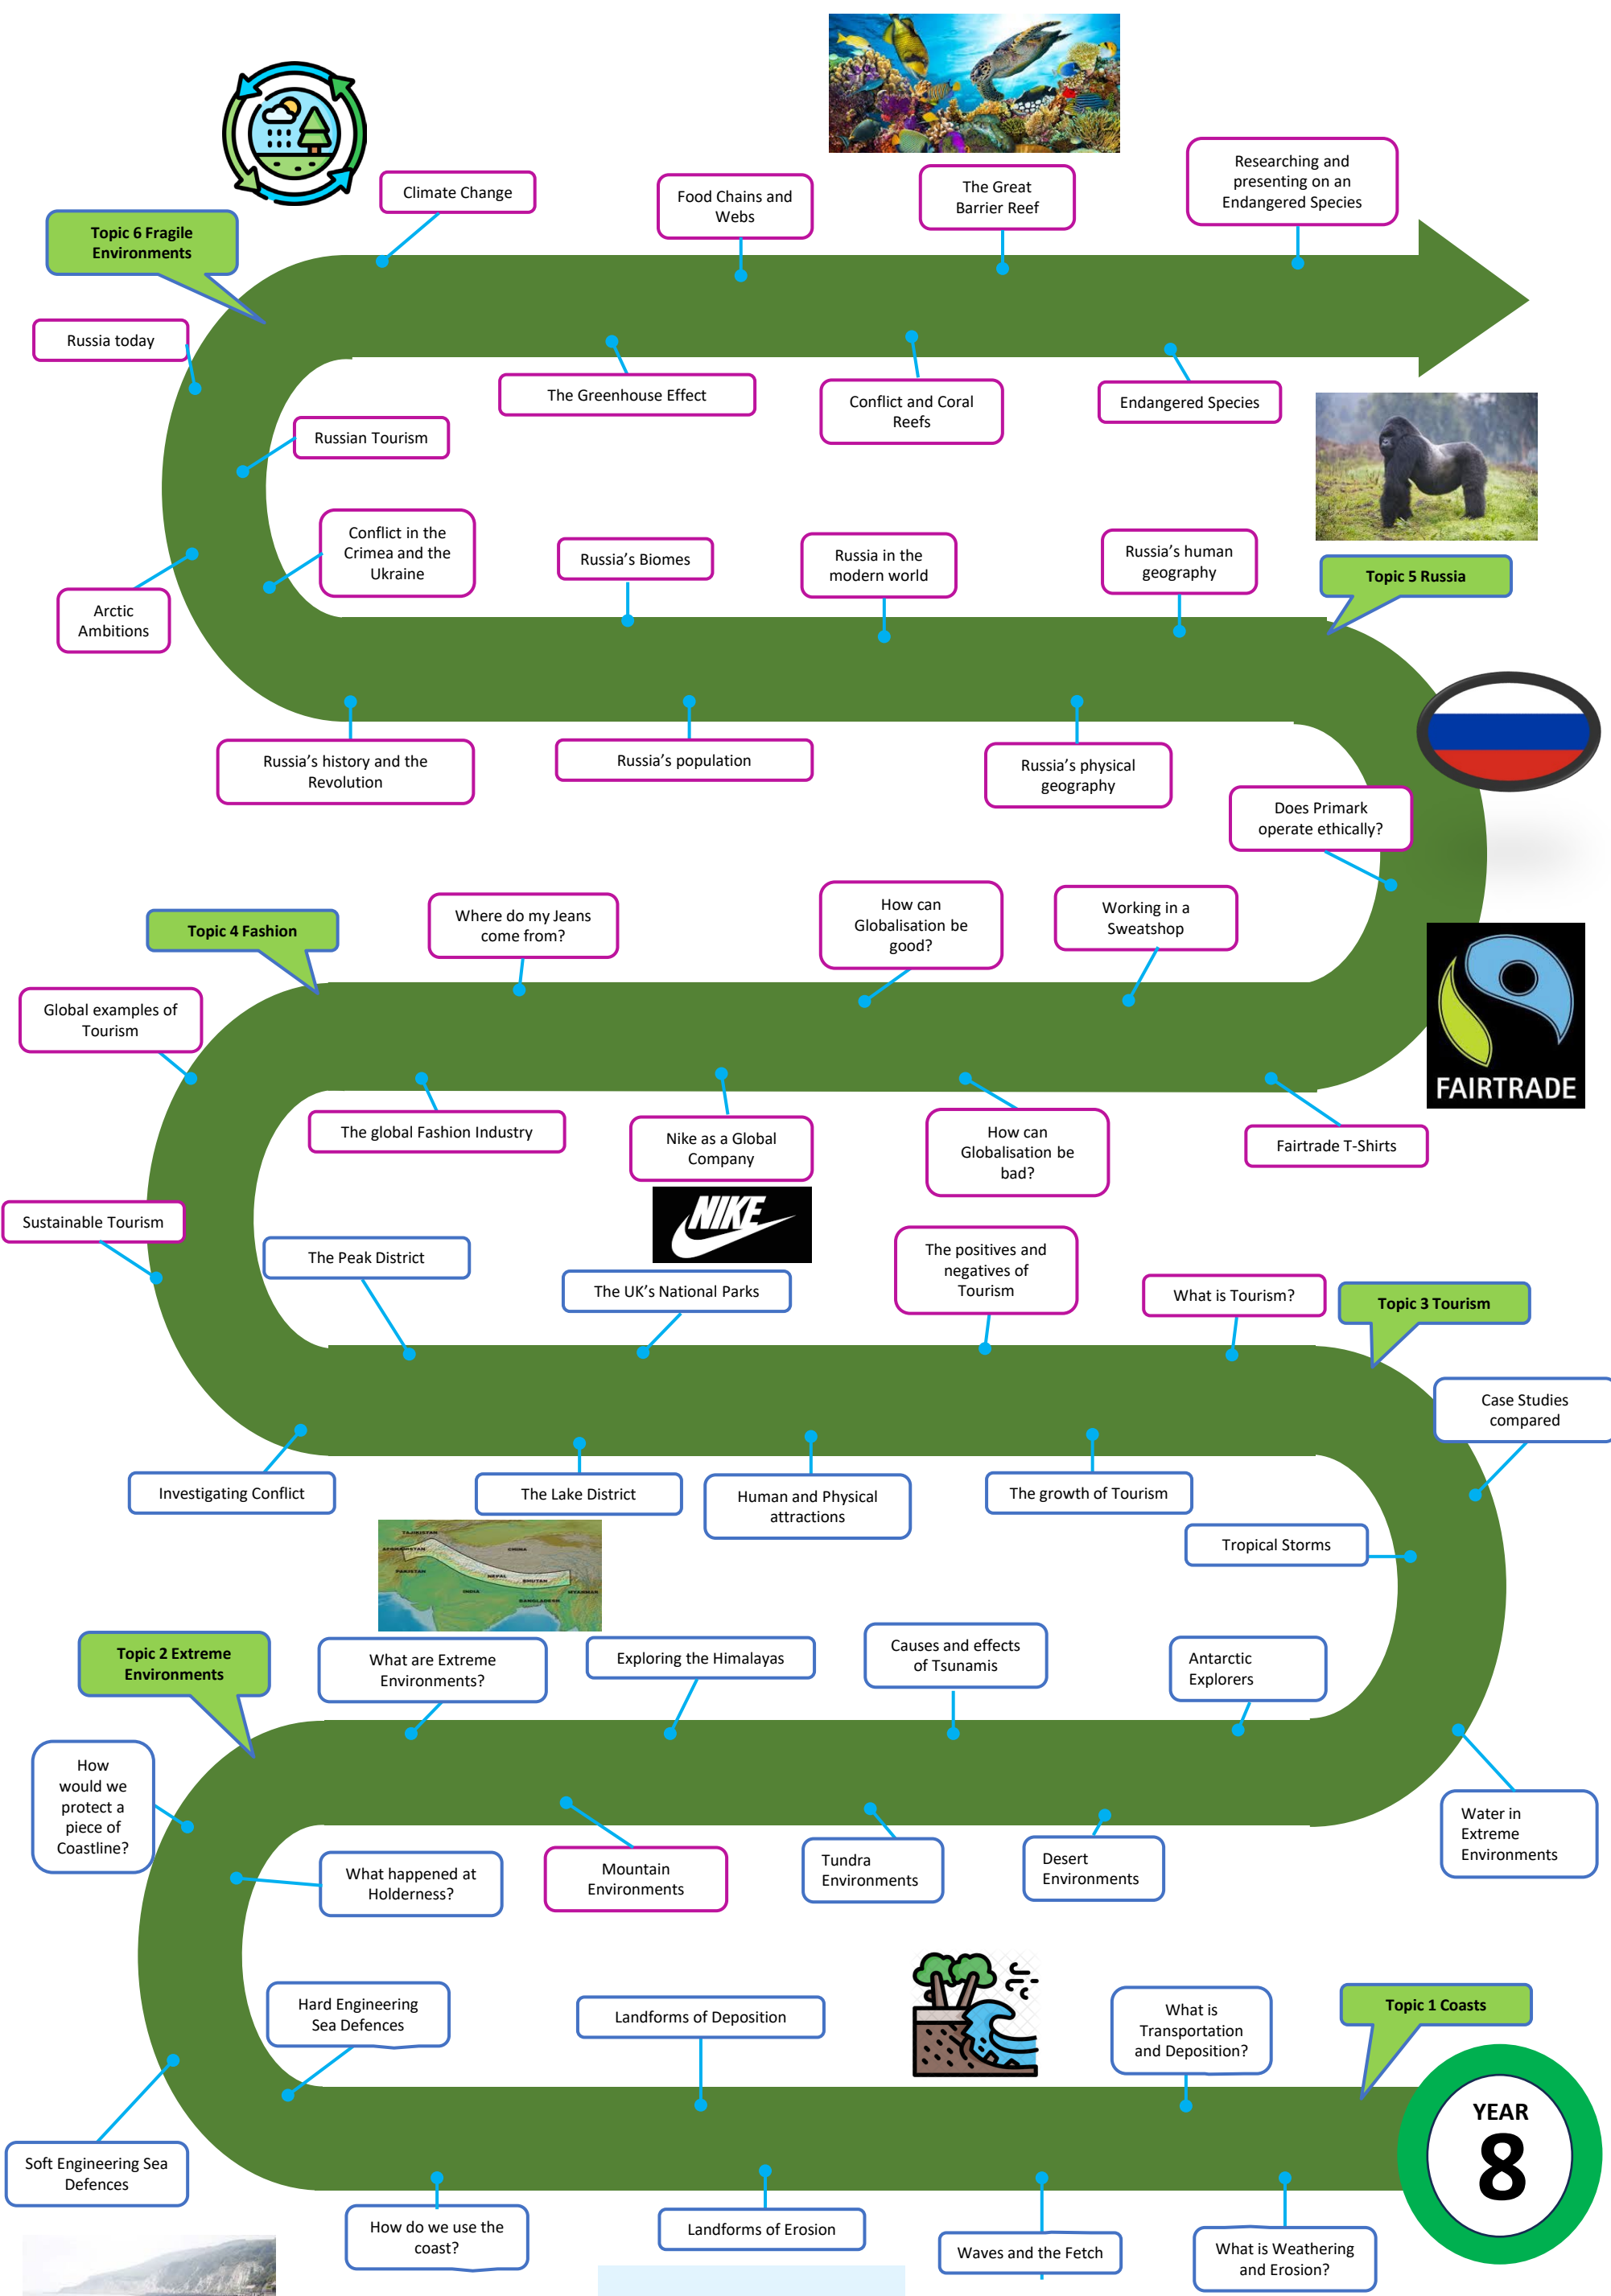 Researching and
presenting on an
Endangered Species
The Great
Barrier Reef
Food Chains and
Webs
Climate Change
Topic 6 Fragile
Environments
Russia today
The Greenhouse Effect
Conflict and Coral
Reefs
Endangered Species
Russian Tourism
Conflict in the
Crimea and the
Ukraine
Russia's Biomes
Russia in the
modern world
Russia's human
geography
Topic 5 Russia
Arctic
Ambitions
Russia's history and the
Revolution
Russia's population
Russia's physical
geography
Does Primark
operate ethically?
Topic 4 Fashion
Where do my Jeans
come from?
How can
Globalisation be
good?
Working in a
Sweatshop
FAIRTRADE
Global examples of
Tourism
The global Fashion Industry
Nike as a Global
Company
How can
Globalisation be
bad?
Fairtrade T-Shirts
NIKE
Sustainable Tourism
The Peak District
The UK's National Parks
The positives and
negatives of
Tourism
What is Tourism?
Topic 3 Tourism
Case Studies
compared
Investigating Conflict
The Lake District
Human and Physical
attractions
The growth of Tourism
Tropical Storms
TAJIKISTAN
AFGHANISTAN
CHINA
PAKISTAN
NEPAL
BHUTAN
INDIA
BANGLADESH
MYANMAR
Topic 2 Extreme
Environments
What are Extreme
Environments?
Exploring the Himalayas
Causes and effects
of Tsunamis
Antarctic
Explorers
How
would we
protect a
piece of
Coastline?
What happened at
Holderness?
Mountain
Environments
Tundra
Environments
Desert
Environments
Water in
Extreme
Environments
Hard Engineering
Sea Defences
Landforms of Deposition
What is
Transportation
and Deposition?
Topic 1 Coasts
YEAR
8
Soft Engineering Sea
Defences
How do we use the
coast?
Landforms of Erosion
Waves and the Fetch
What is Weathering
and Erosion?